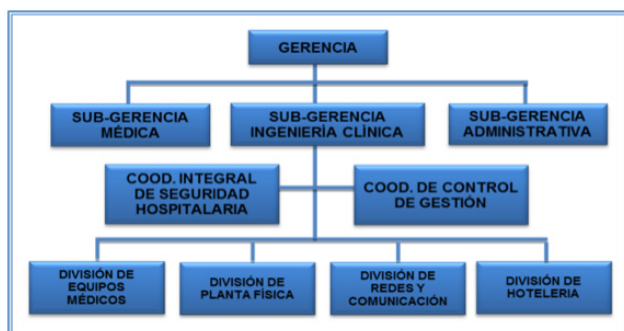 GERENCIA
SUB-GERENCIA
MÉDICA
SUB-GERENCIA
INGENIERÍA CLÍNICA
SUB-GERENCIA
ADMINISTRATIVA
COOD. INTEGRAL
DE SEGURIDAD
HOSPITALARIA
COOD. DE CONTROL
DE GESTIÓN
DIVISIÓN DE
EQUIPOS
MÉDICOS
DIVISIÓN DE
PLANTA FÍSICA
DIVISIÓN DE
REDES Y
COMUNICACIÓN
DIVISIÓN DE
HOTELERIA